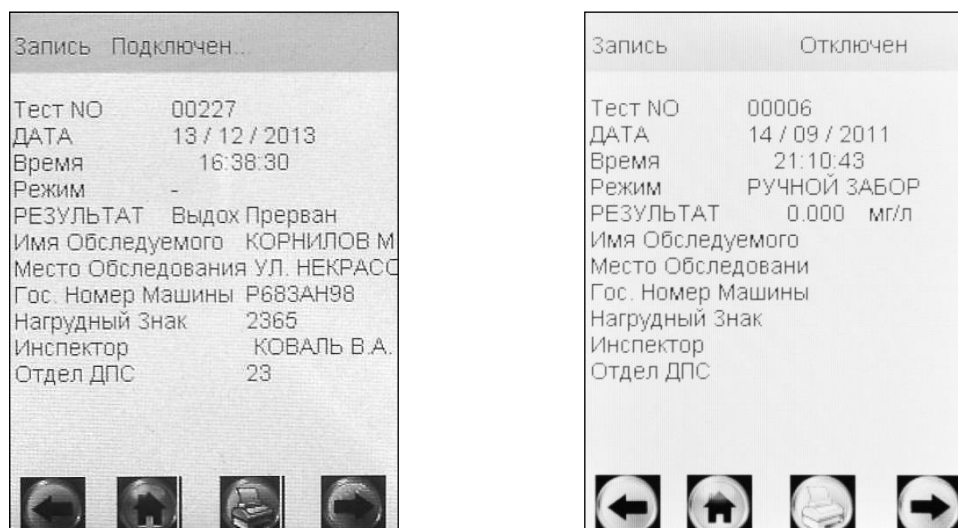 Запись Подключен...
Тест NO 00227
ДАТА 13 / 12 / 2013
Время 16:38:30
Режим -
РЕЗУЛЬТАТ Выдох Прерван
Имя Обследуемого КОРНИЛОВ М
Место Обследования УЛ. НЕКРАСС
Гос. Номер Машины Р683АН98
Нагрудный Знак 2365
Инспектор КОВАЛЬ В.А.
Отдел ДПС 23
Запись Отключен
Тест NO 00006
ДАТА 14 / 09 / 2011
Время 21:10:43
Режим РУЧНОЙ ЗАБОР
РЕЗУЛЬТАТ 0.000 мг/л
Имя Обследуемого
Место Обследовани
Гос. Номер Машины
Нагрудный Знак
Инспектор
Отдел ДПС